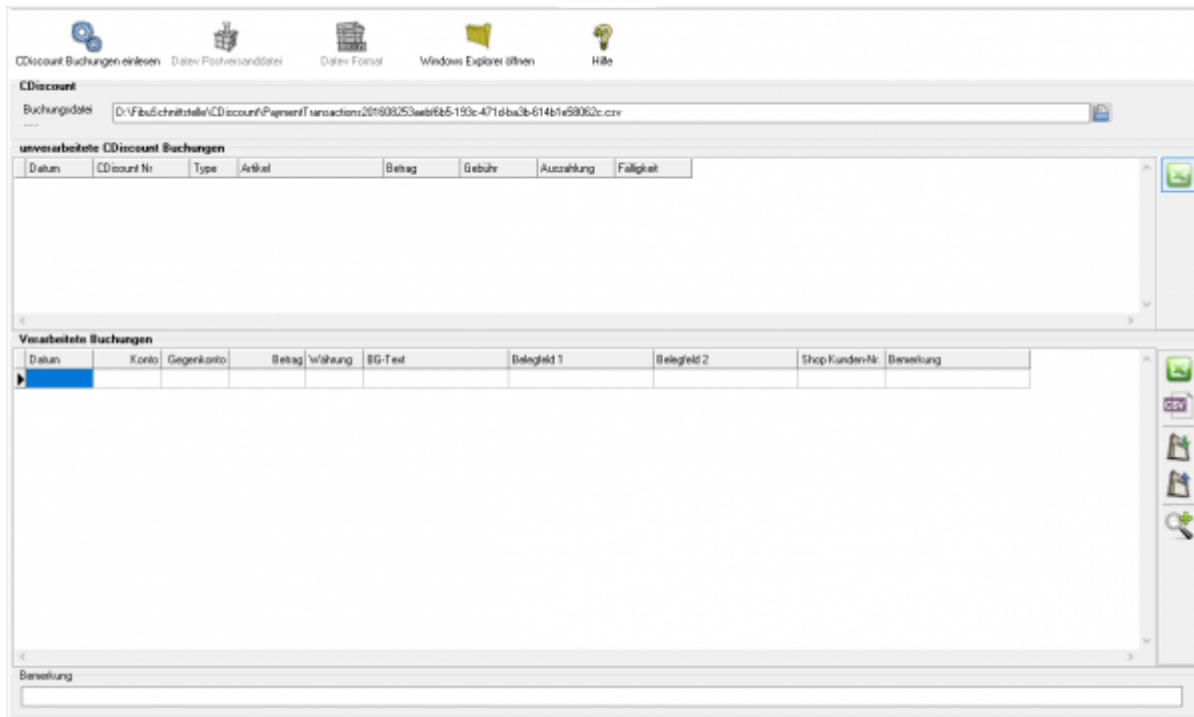 CDiscount Buchungen einlesen Datev Postversanddatei Datev Format Windows Explorer öffnen Hilfe
CDiscount
Buchungsdatei
unverarbeitete CDiscount Buchungen
Datum CDiscount Nr Type Artikel Betrag Gebühr Auszahlung Fälligkeit
Verarbeitete Buchungen
Datum Konto Gegenkonto Betrag Währung BG-Text Belegfeld 1 Belegfeld 2 Shop Kunden-Nr. Bemerkung
CSV
Bemerkung